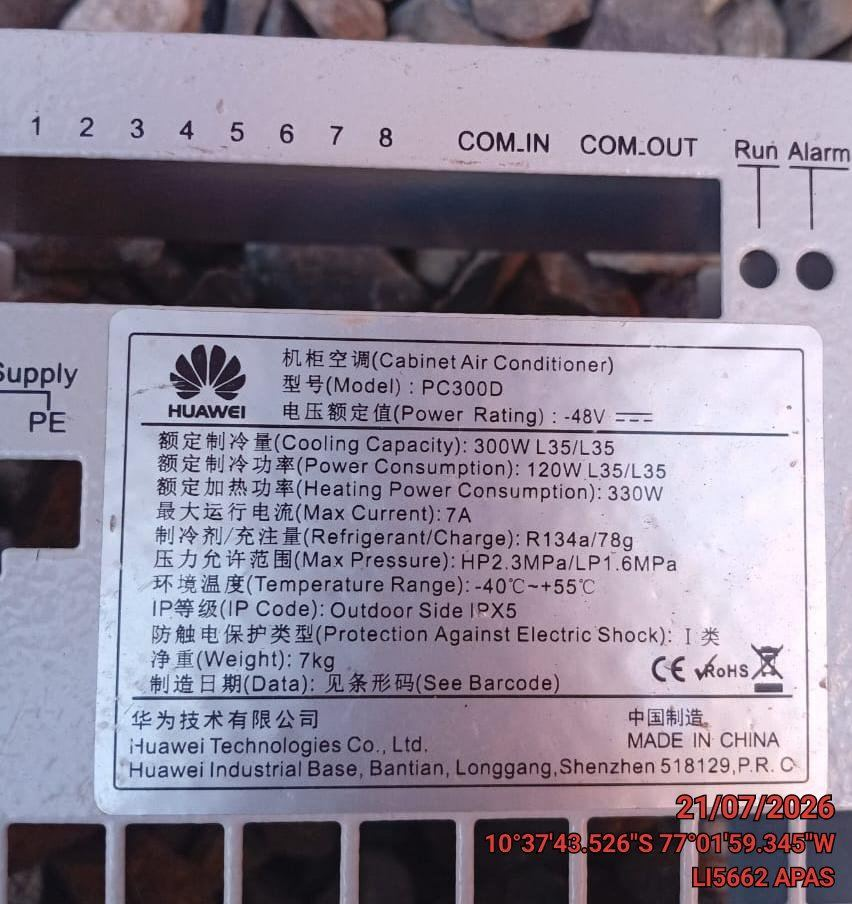 1 2 3 4 5 6 7 8 COM_IN COM_OUT Run Alarm
Supply
PE
HUAWEI
机柜空调(Cabinet Air Conditioner)
型号(Model) : PC300D
电压额定值(Power Rating) : -48V
额定制冷量(Cooling Capacity): 300W L35/L35
额定制冷功率(Power Consumption): 120W L35/L35
额定加热功率(Heating Power Consumption): 330W
最大运行电流(Max Current): 7A
制冷剂/充注量(Refrigerant/Charge): R134a/78g
压力允许范围(Max Pressure): HP2.3MPa/LP1.6MPa
环境温度(Temperature Range): -40℃~+55℃
IP等级(IP Code): Outdoor Side IPX5
防触电保护类型(Protection Against Electric Shock): I 类
净重(Weight): 7kg
CE RoHS
制造日期(Data): 见条形码(See Barcode)
华为技术有限公司
中国制造
Huawei Technologies Co., Ltd.
MADE IN CHINA
Huawei Industrial Base, Bantian, Longgang,Shenzhen 518129,P.R. C
21/07/2026
10°37'43.526"S 77°01'59.345"W
LI5662 APAS